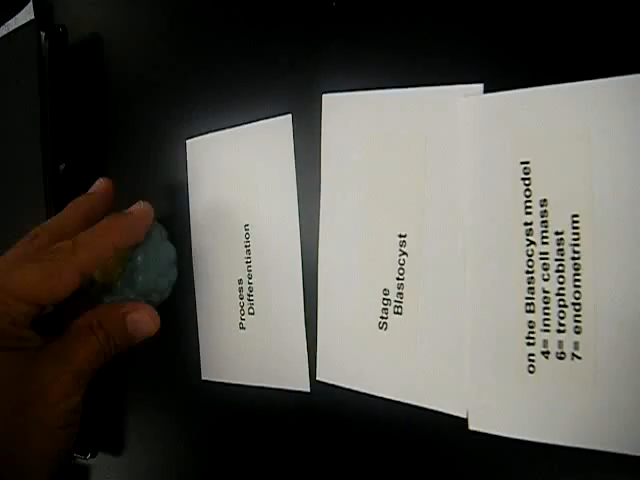 Process
Differentiation
Stage
Blastocyst
on the Blastocyst model
4= inner cell mass
6= trophoblast
7= endometrium